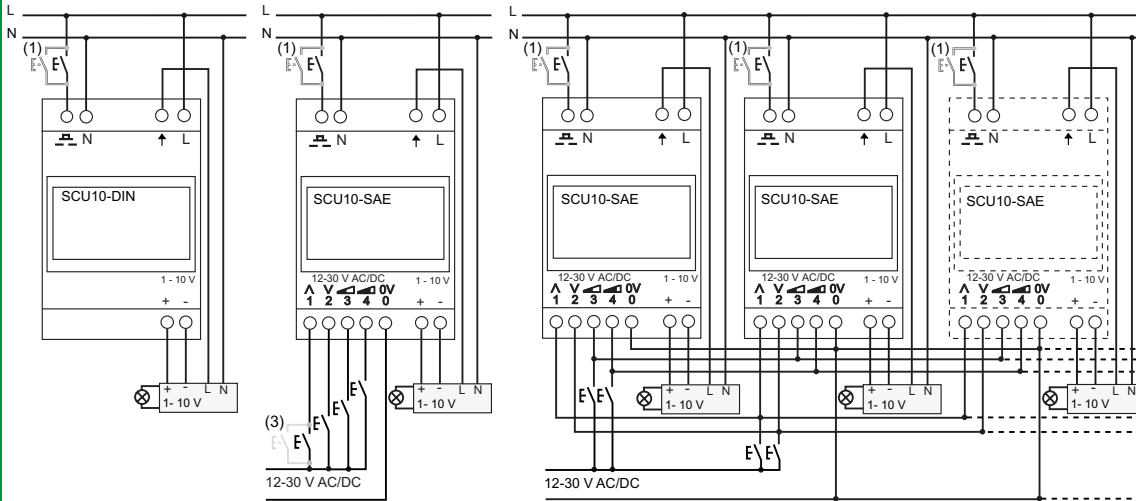 L
N
(1)
N
L
SCU10-DIN
1 - 10 V
+ -
+ - L N
1- 10 V
L
N
(1)
N
L
SCU10-SAE
12-30 V AC/DC
1 - 10 V
0V
1 2 3 4 0
+ -
+ - L N
1- 10 V
(3)
12-30 V AC/DC
L
N
(1)
N
L
SCU10-SAE
12-30 V AC/DC
1 - 10 V
0V
1 2 3 4 0
+ -
+ - L N
1- 10 V
12-30 V AC/DC
(1)
N
L
SCU10-SAE
12-30 V AC/DC
1 - 10 V
0V
1 2 3 4 0
+ -
+ - L N
1- 10 V
(1)
N
L
SCU10-SAE
12-30 V AC/DC
1 - 10 V
0V
1 2 3 4 0
+ -
+ - L N
1- 10 V